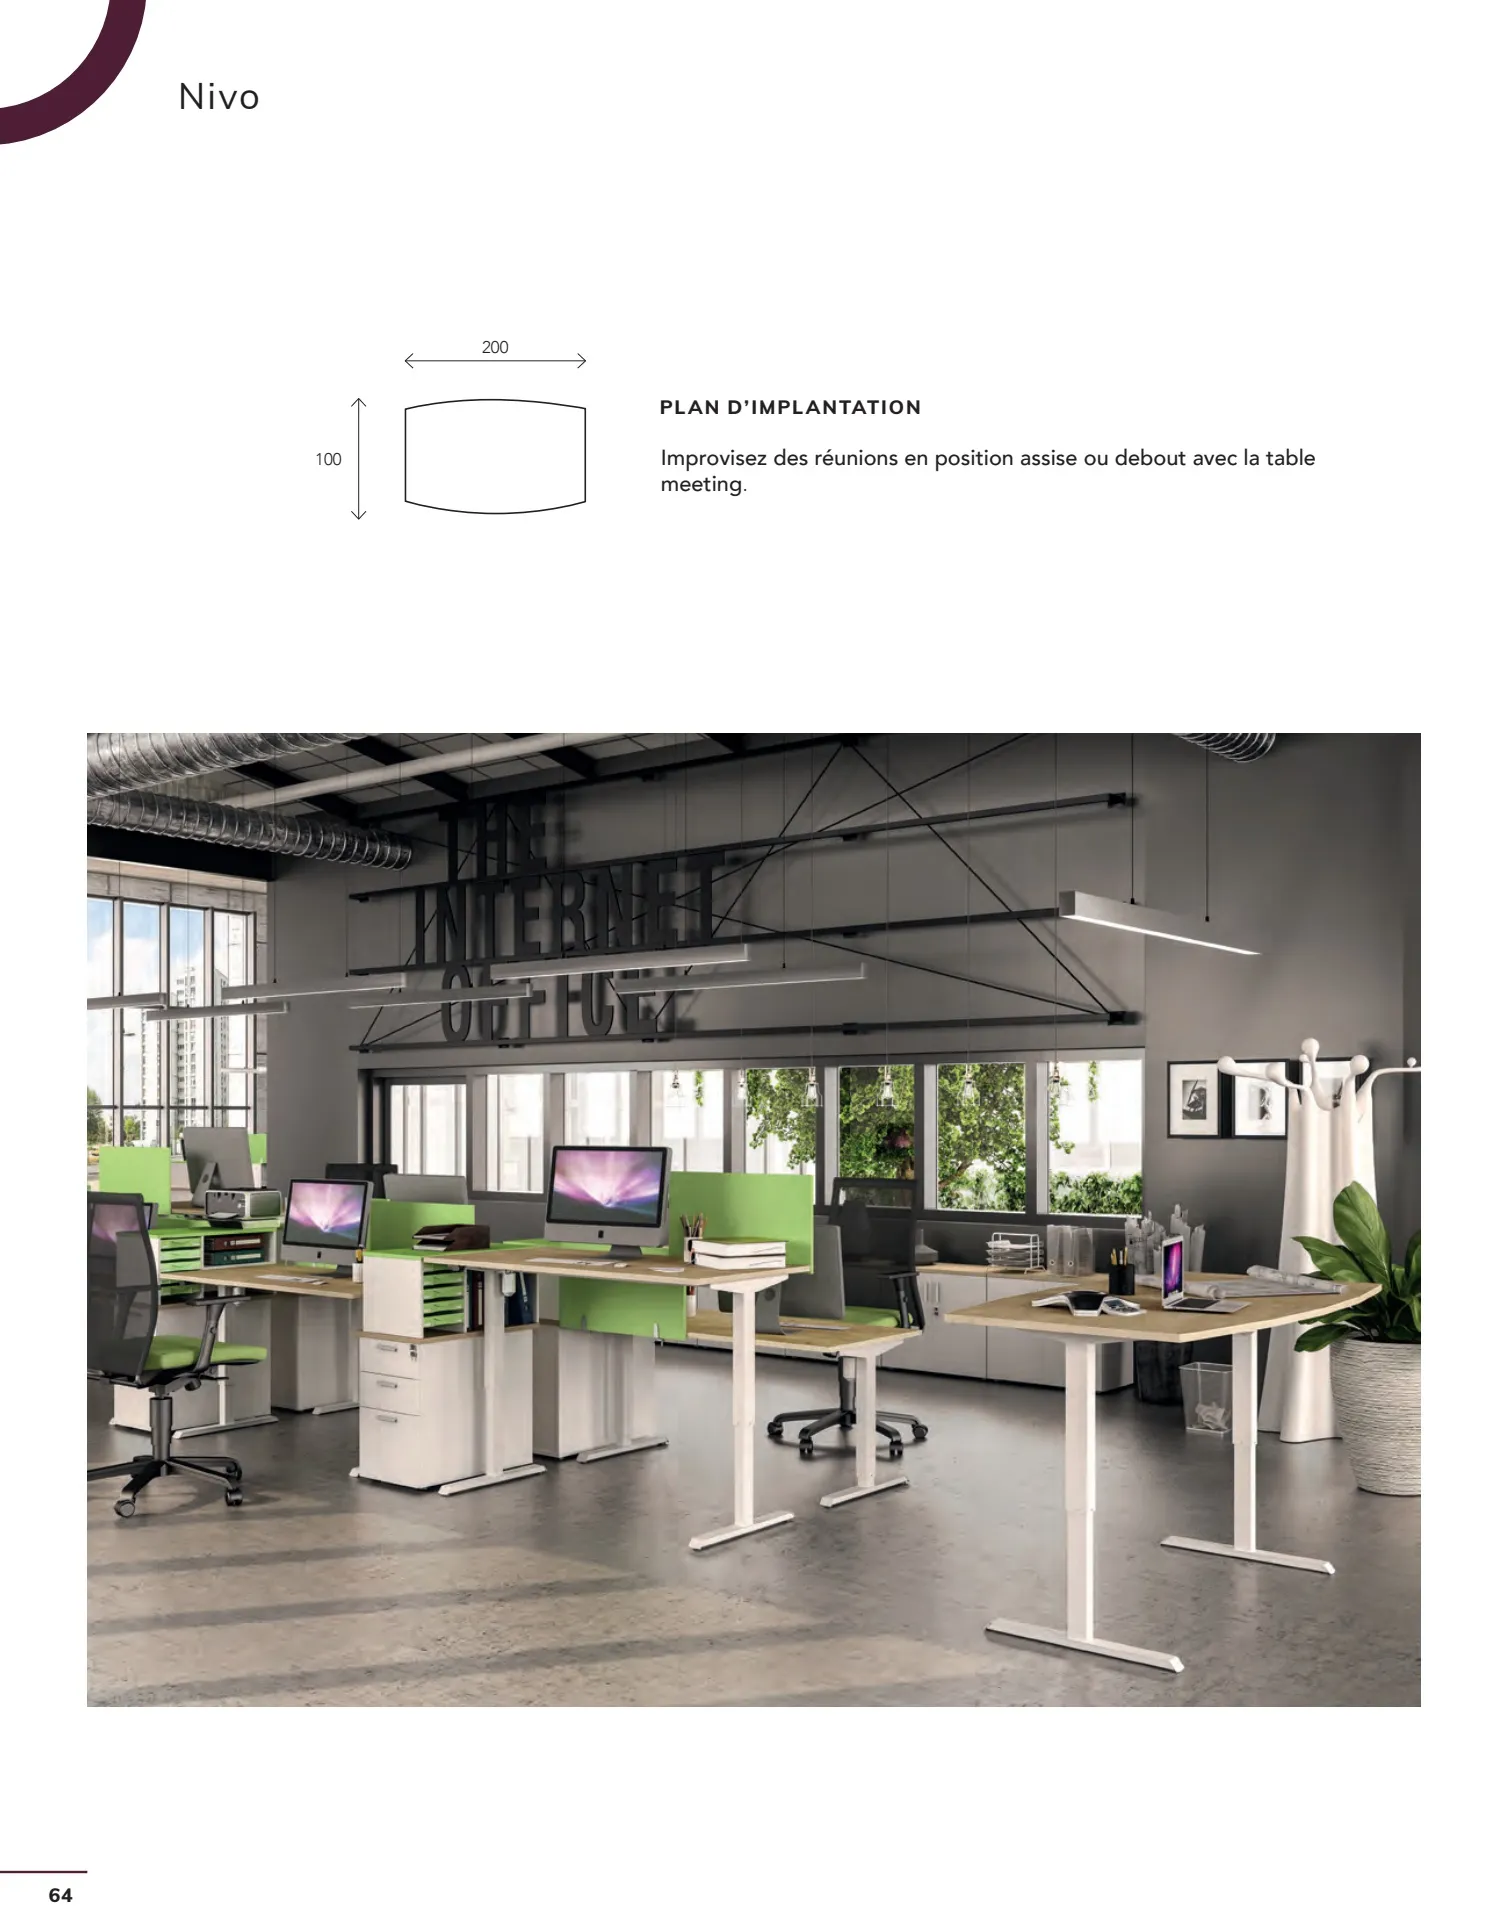 Nivo
200
100
PLAN D’IMPLANTATION
Improvisez des réunions en position assise ou debout avec la table
meeting.
THE
INTERNET
OFFICE
64